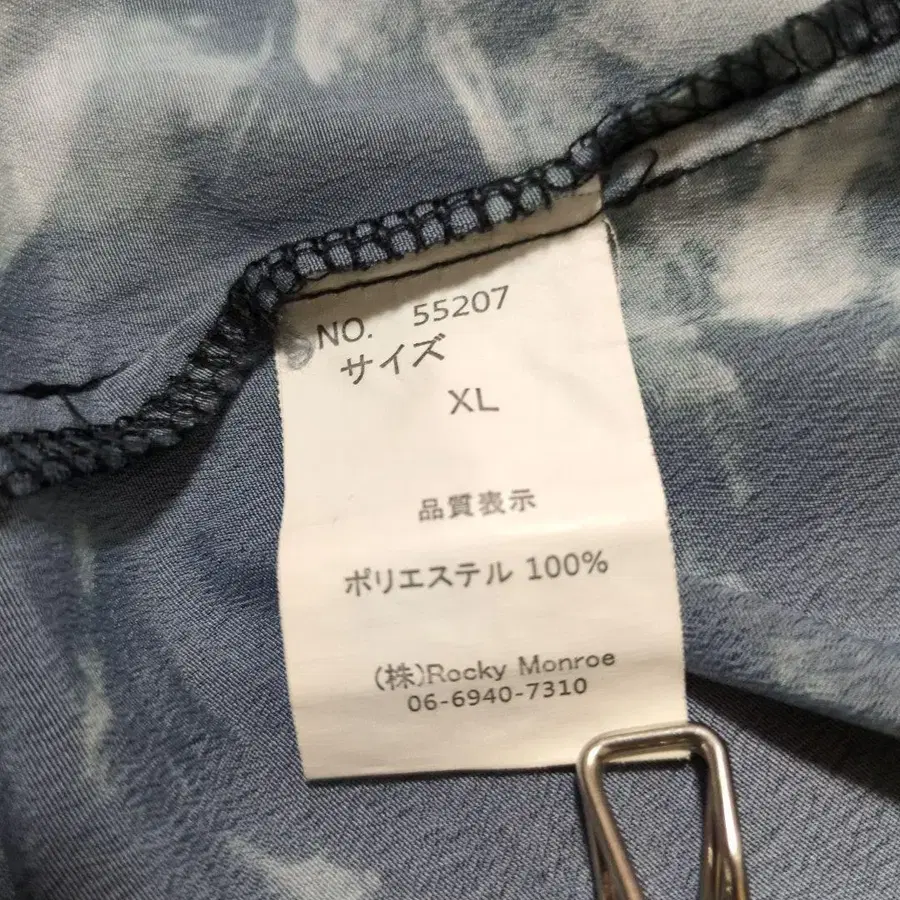 NO. 55207
サイズ
XL
品質表示
ポリエステル 100%
(株)Rocky Monroe
06-6940-7310